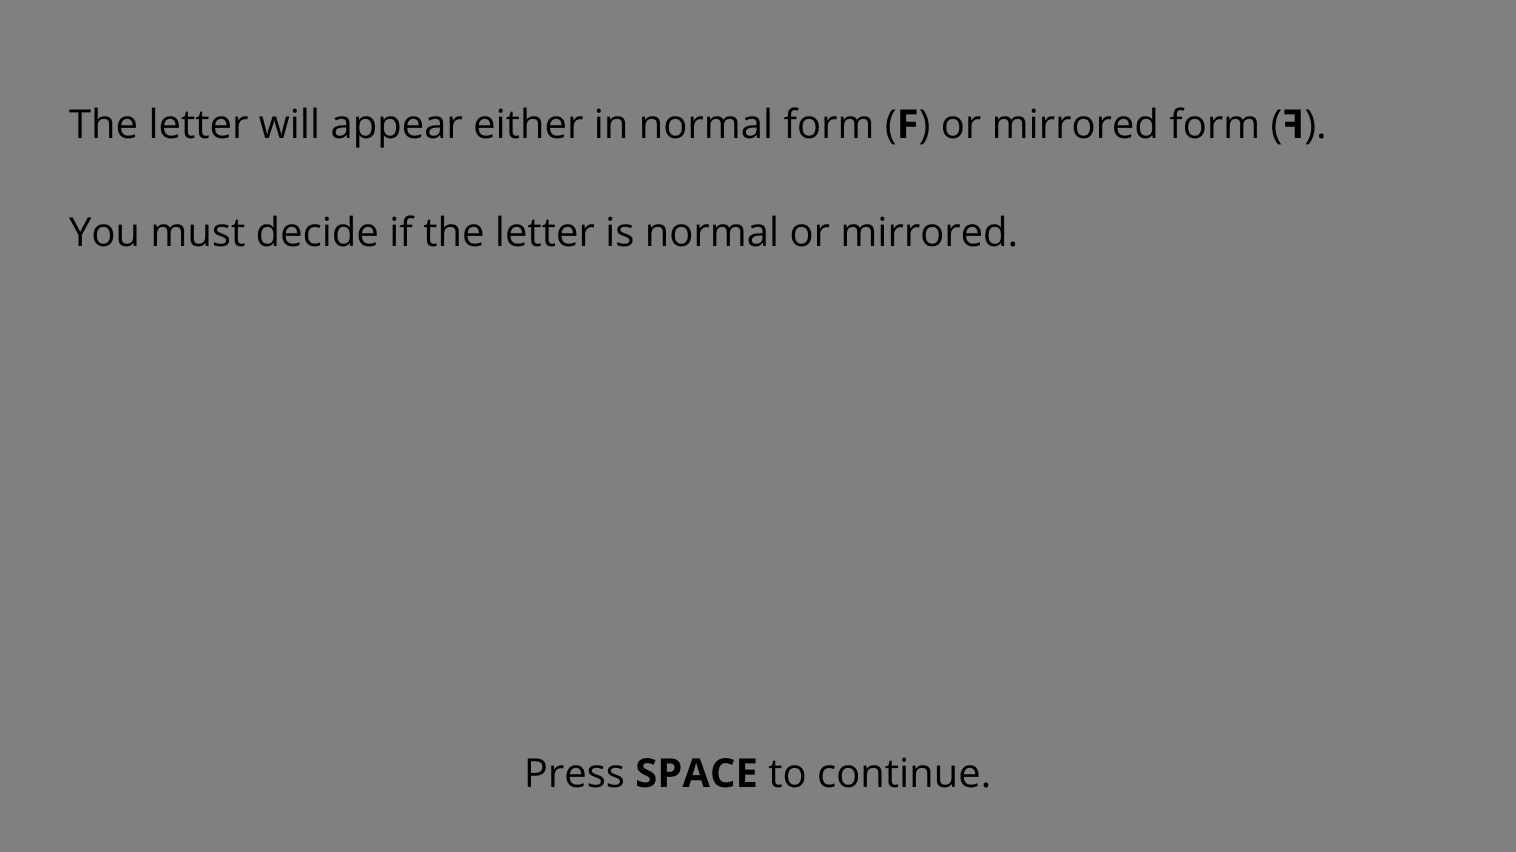 The letter will appear either in normal form (F) or mirrored form (ꟻ).
You must decide if the letter is normal or mirrored.
Press SPACE to continue.